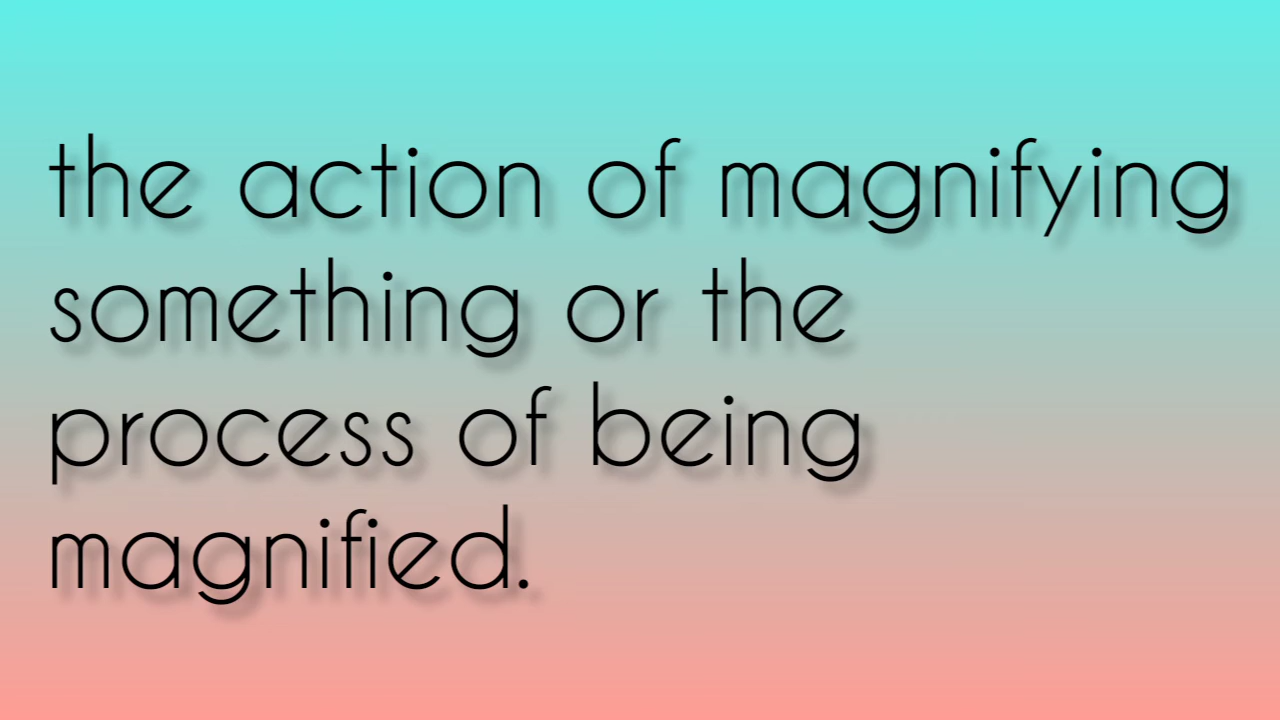 the action of magnifying
something or the
process of being
magnified.